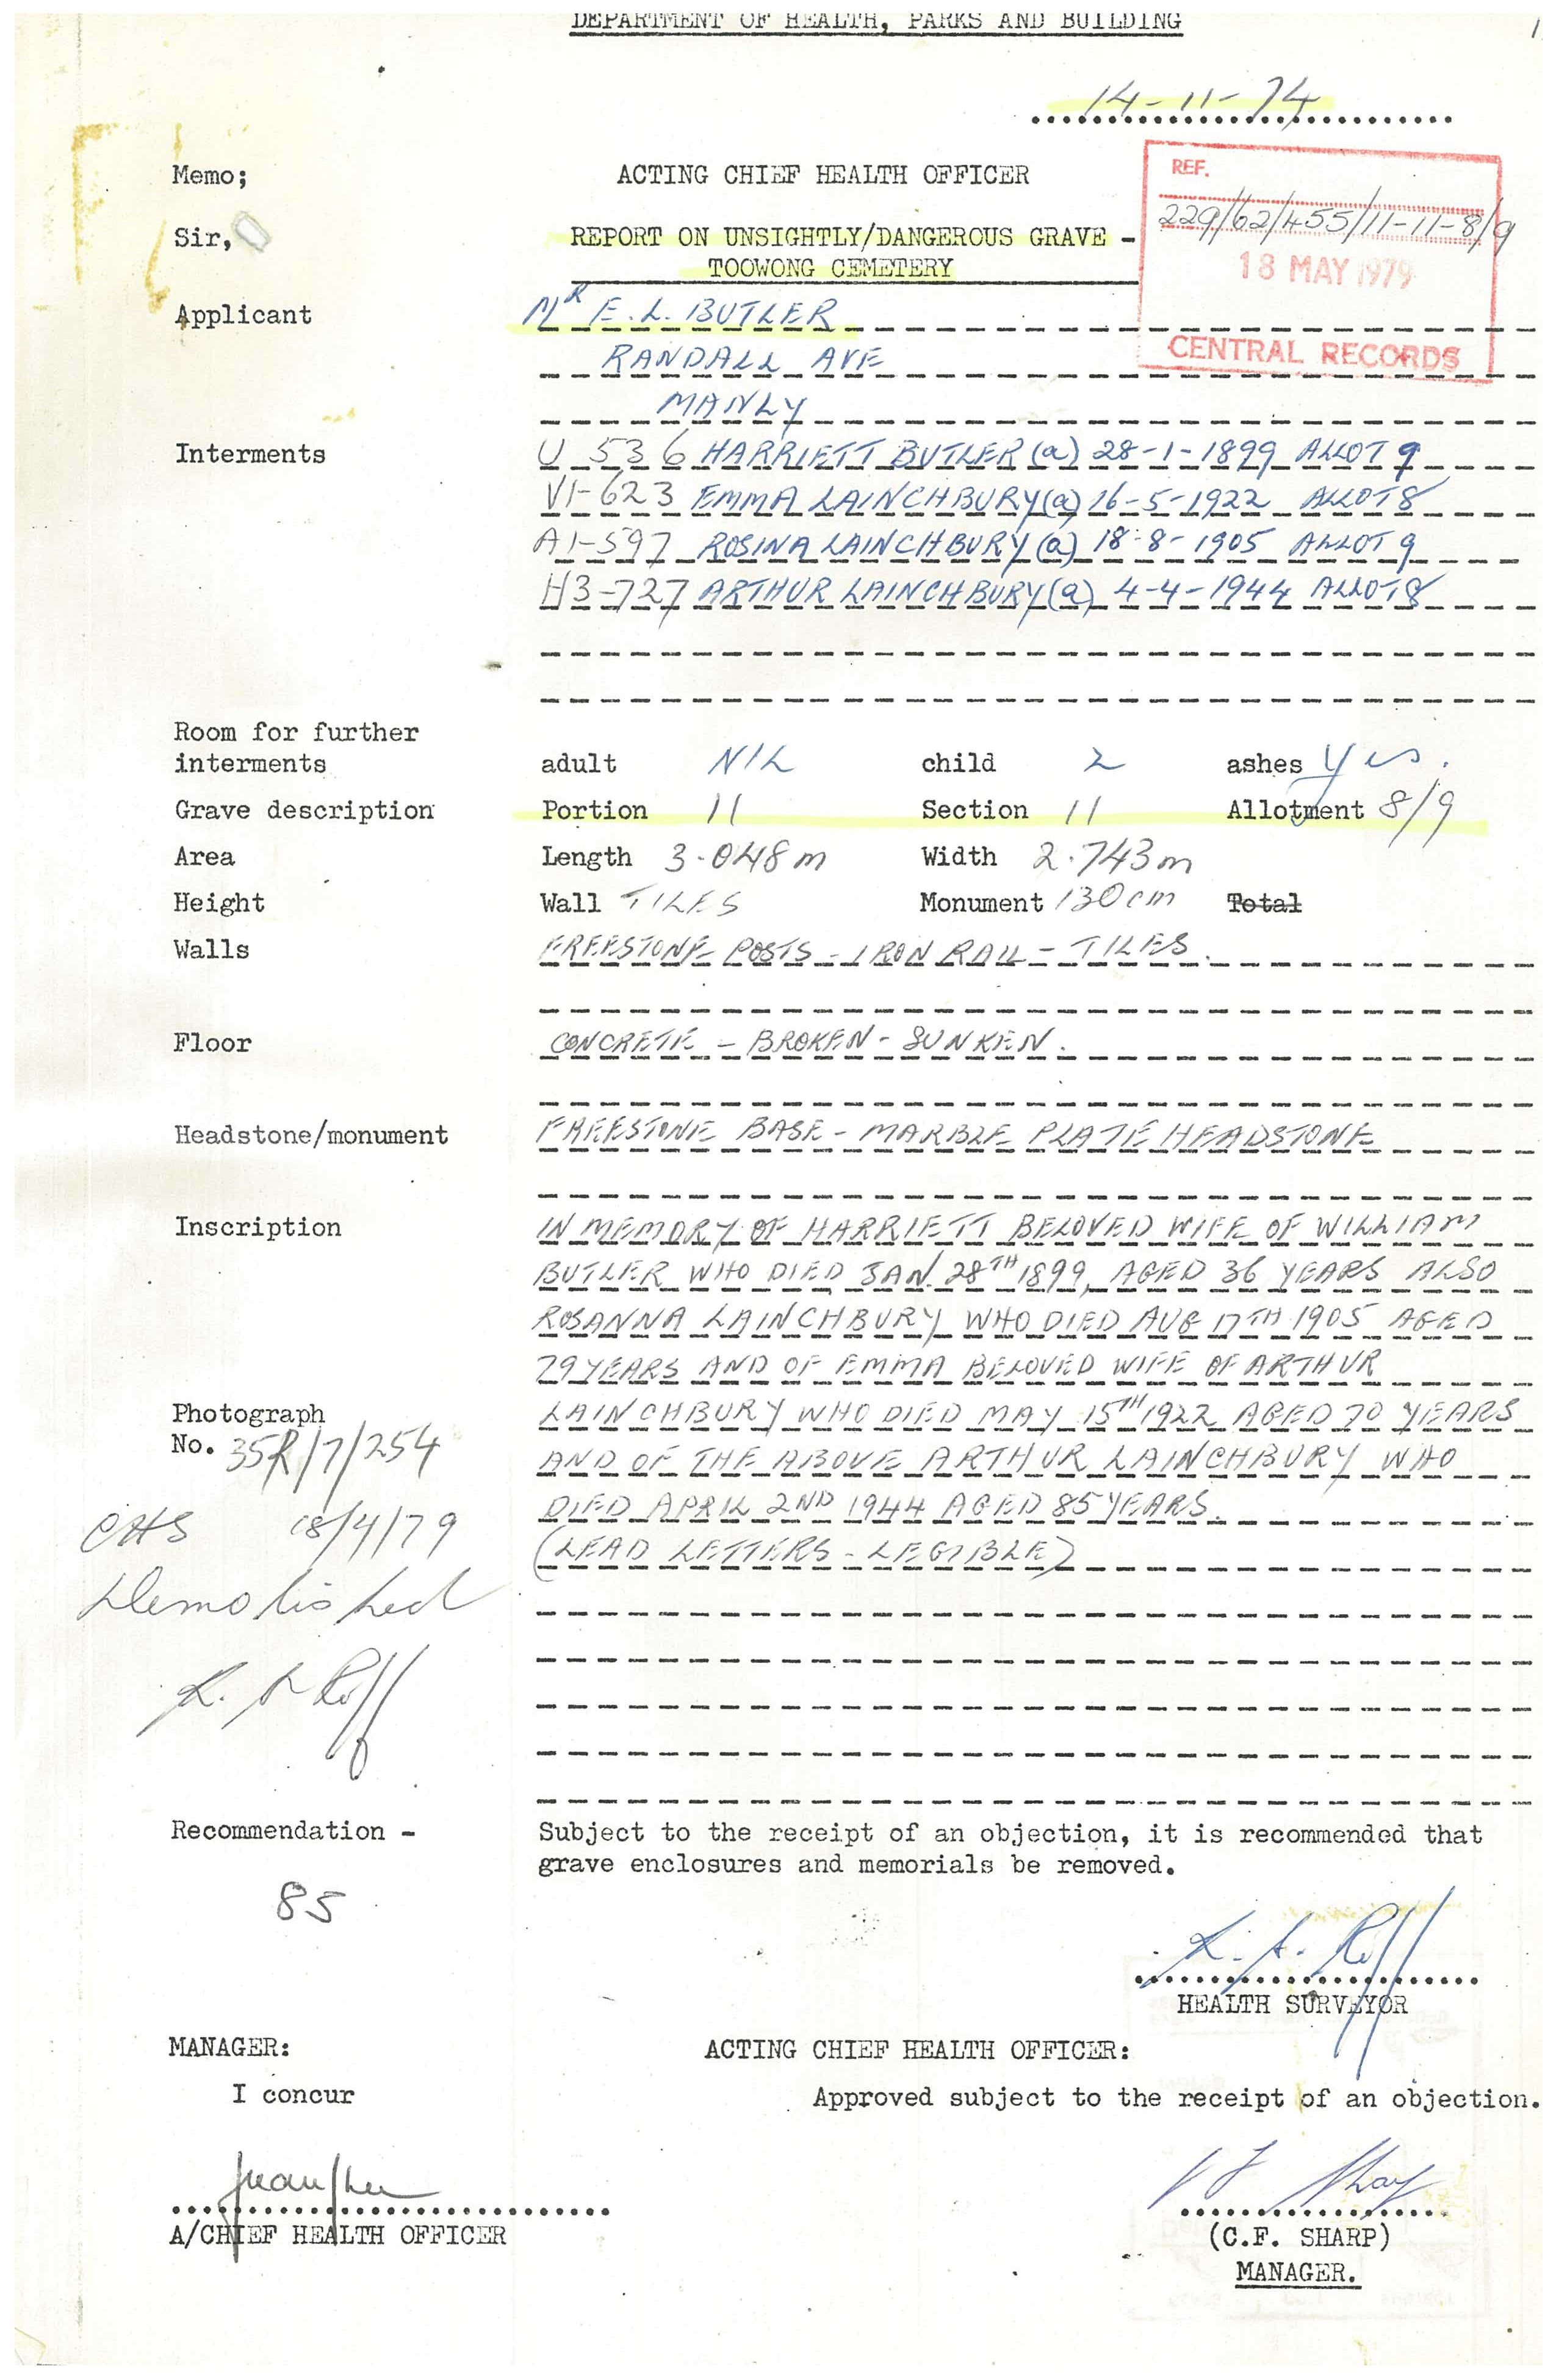 DEPARTMENT OF HEALTH, PARKS AND BUILDING
14-11-74
Memo; ACTING CHIEF HEALTH OFFICER
REF.
229/62/455/11-11-8/9
18 MAY 1979
CENTRAL RECORDS
Sir, REPORT ON UNSIGHTLY/DANGEROUS GRAVE -
TOOWONG CEMETERY
Applicant MR E.L. BUTLER
RANDALL AVE
MANLY
Interments U 536 HARRIETT BUTLER (a) 28-1-1899 ALLOT 9
V1-623 EMMA LAINCHBURY (a) 16-5-1922 ALLOT 8
A1-597 ROSINA LAINCHBURY (a) 18-8-1905 ALLOT 9
H3-727 ARTHUR LAINCHBURY (a) 4-4-1944 ALLOT 8
Room for further
interments adult NIL child 2 ashes yes.
Grave description Portion 11 Section 11 Allotment 8/9
Area Length 3.048m Width 2.743m
Height Wall TILES Monument 130cm Total
Walls FREESTONE POSTS - IRON RAIL - TILES.
Floor CONCRETE - BROKEN - SUNKEN.
Headstone/monument FREESTONE BASE - MARBLE PLATE HEADSTONE
Inscription IN MEMORY OF HARRIETT BELOVED WIFE OF WILLIAM
BUTLER WHO DIED JAN. 28TH 1899, AGED 36 YEARS ALSO
ROSANNA LAINCHBURY WHO DIED AUG 17TH 1905 AGED
79 YEARS AND OF EMMA BELOVED WIFE OF ARTHUR
LAINCHBURY WHO DIED MAY 15TH 1922 AGED 70 YEARS
AND OF THE ABOVE ARTHUR LAINCHBURY WHO
DIED APRIL 2ND 1944 AGED 85 YEARS.
(LEAD LETTERS - LEGIBLE)
Photograph
No. 35R/7/254
CHS 18/4/79
Demolished
Recommendation - Subject to the receipt of an objection, it is recommended that
grave enclosures and memorials be removed.
85
HEALTH SURVEYOR
MANAGER: ACTING CHIEF HEALTH OFFICER:
I concur Approved subject to the receipt of an objection.
A/CHIEF HEALTH OFFICER (C.F. SHARP)
MANAGER.